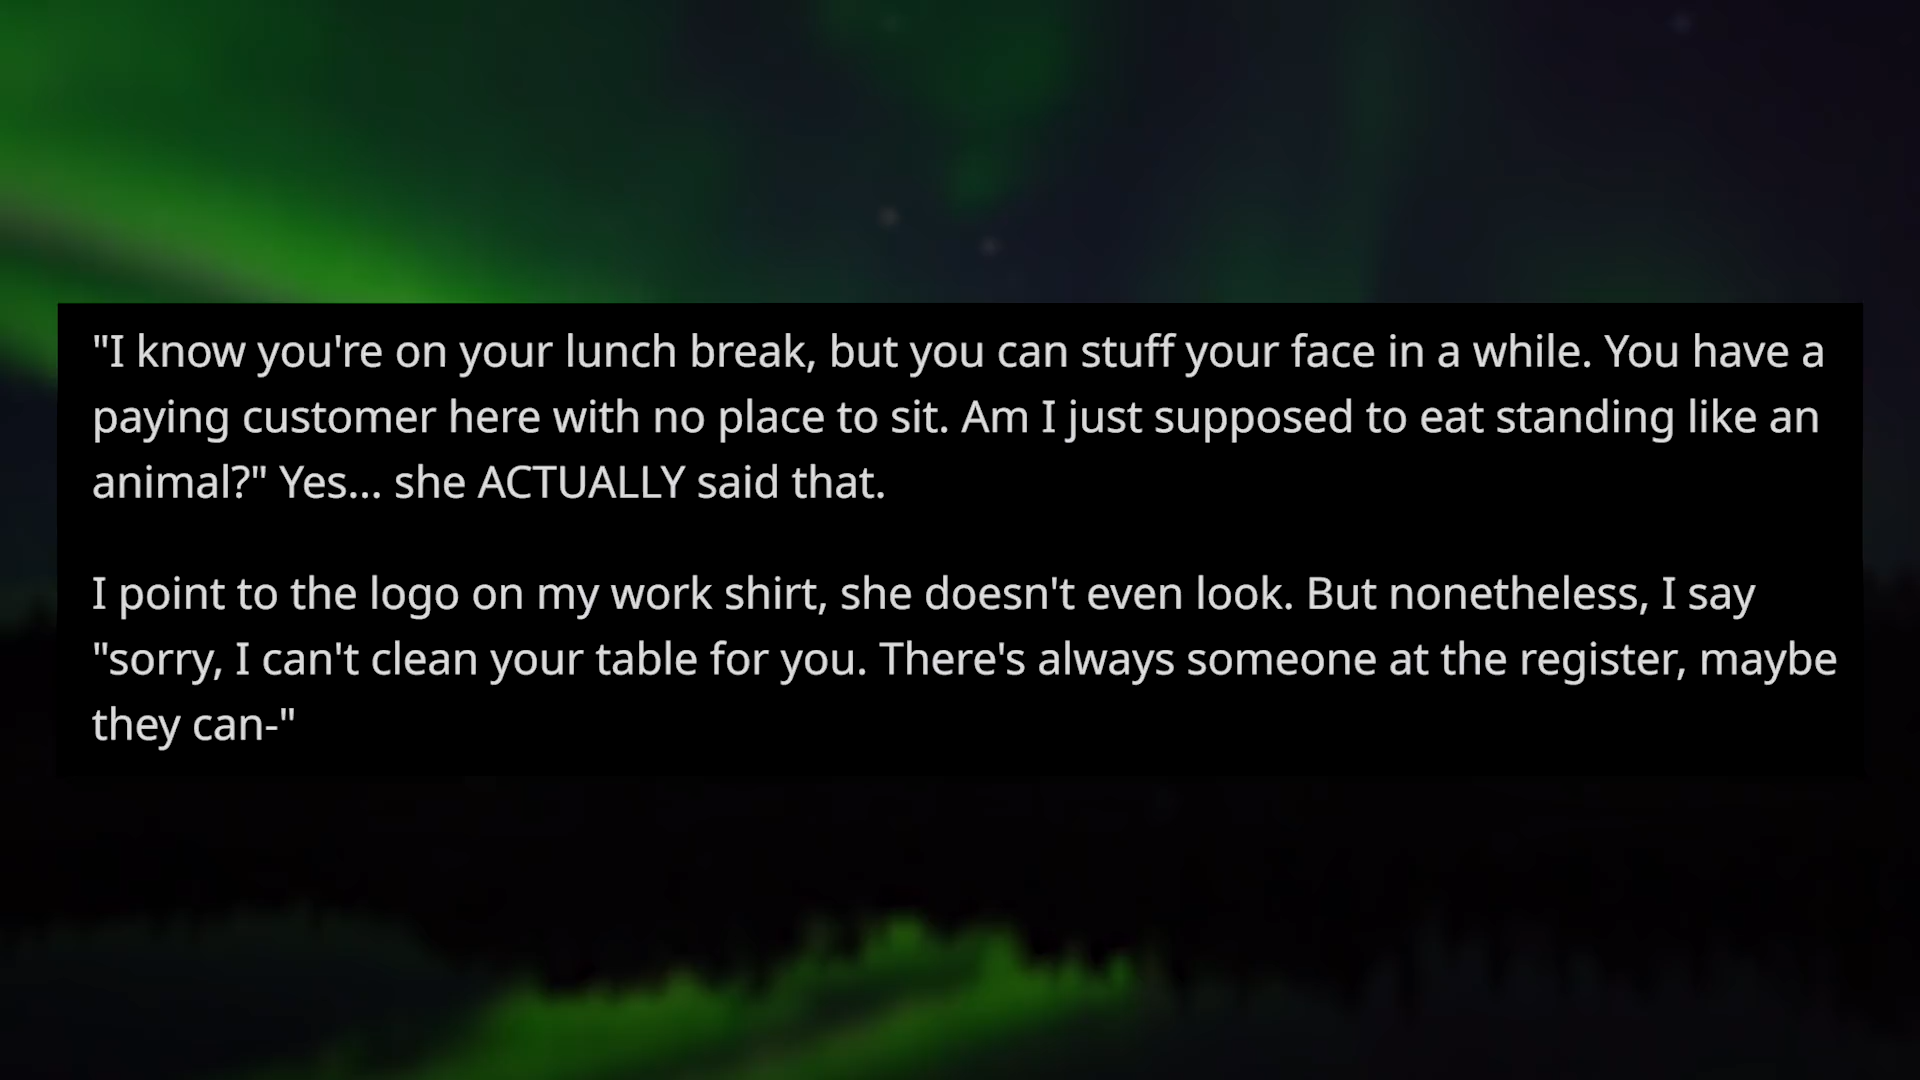 "I know you're on your lunch break, but you can stuff your face in a while. You have a
paying customer here with no place to sit. Am I just supposed to eat standing like an
animal?" Yes... she ACTUALLY said that.
I point to the logo on my work shirt, she doesn't even look. But nonetheless, I say
"sorry, I can't clean your table for you. There's always someone at the register, maybe
they can-"